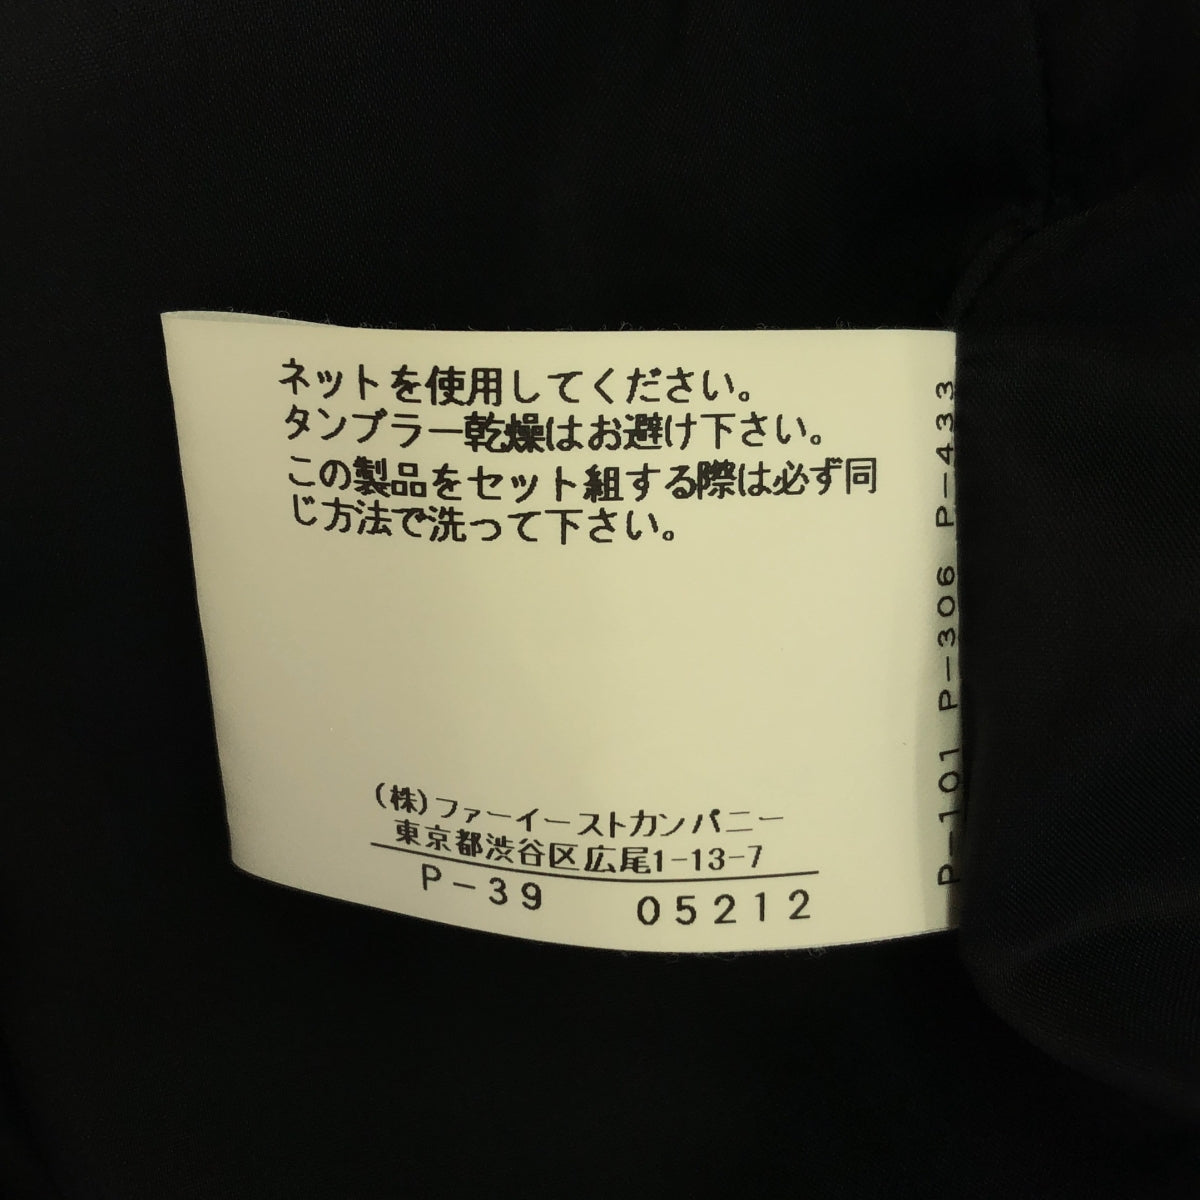 ネットを使用してください。
タンブラー乾燥はお避け下さい。
この製品をセット組する際は必ず同
じ方法で洗って下さい。
(株)ファーイーストカンパニー
東京都渋谷区広尾1-13-7
P-39 05212
P-101 P-306 P-433